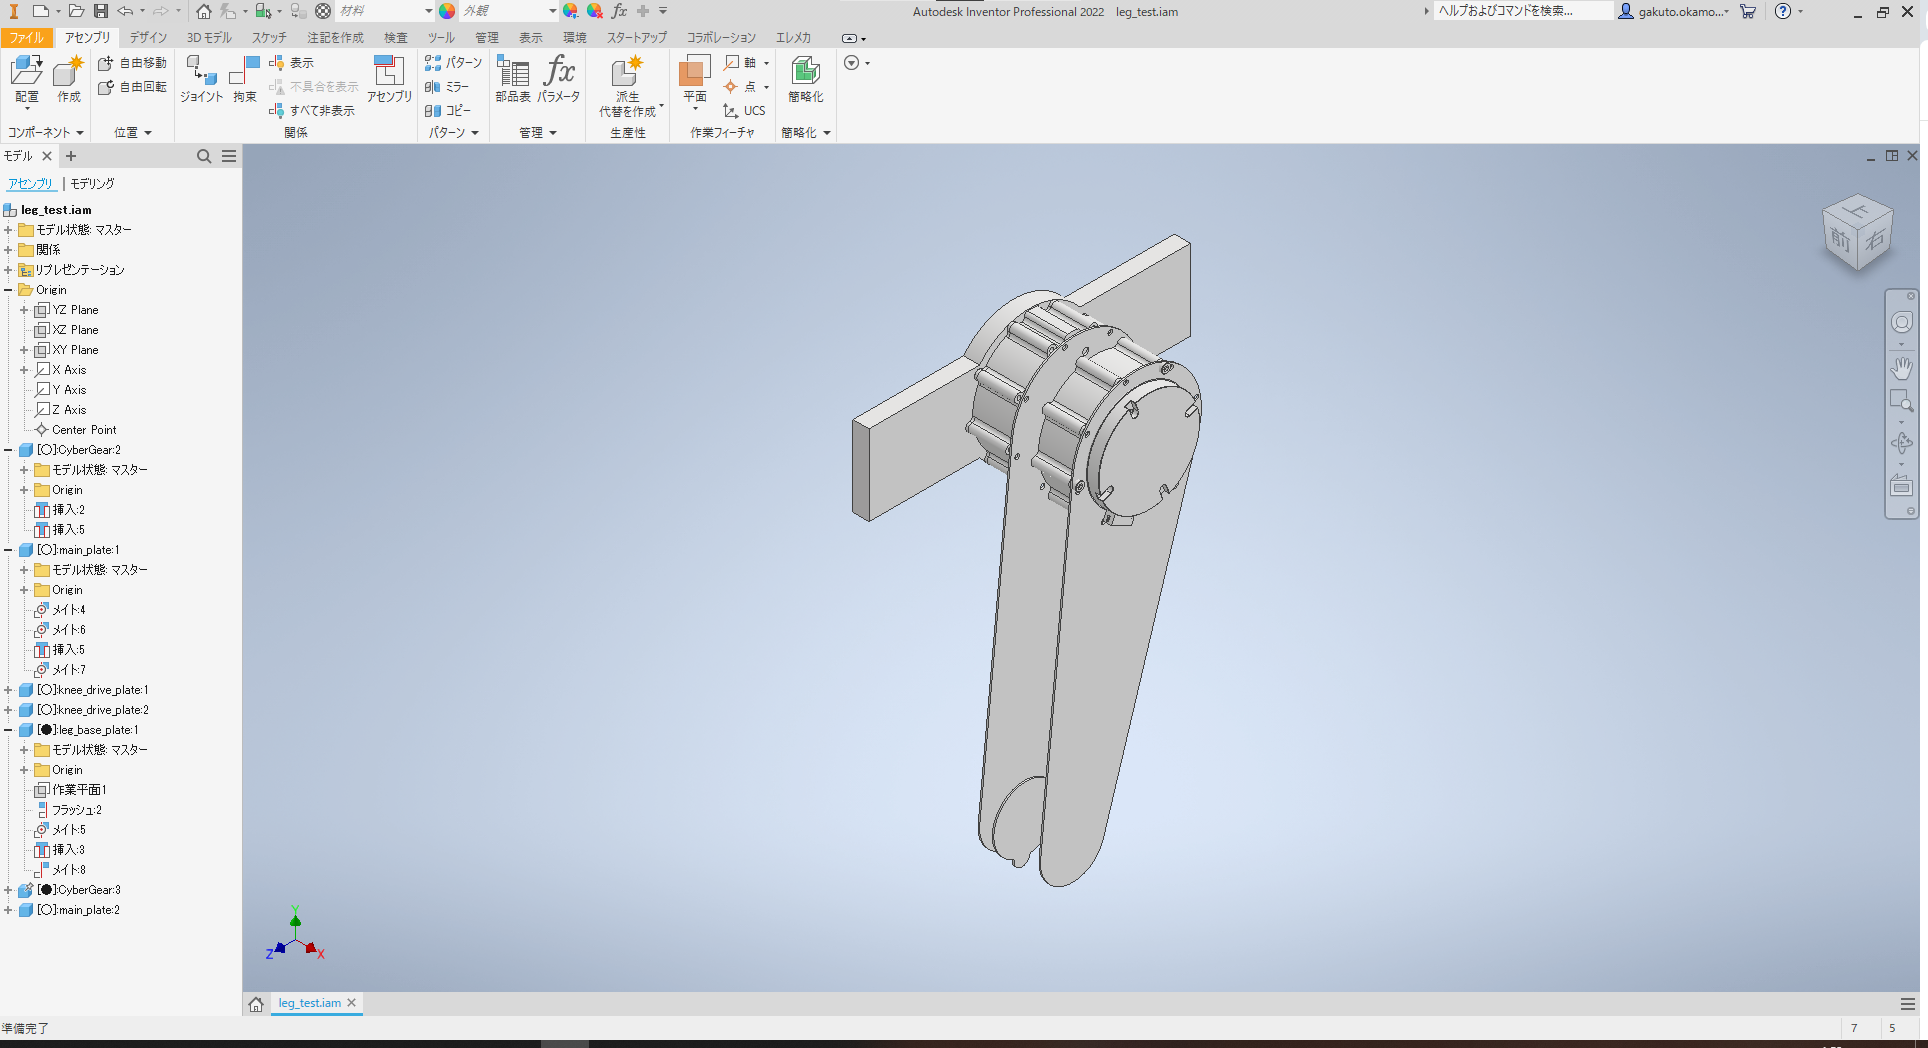 材料
外観
Autodesk Inventor Professional 2022 leg_test.iam
ヘルプおよびコマンドを検索...
gakuto.okamo...
ファイル
アセンブリ
デザイン
3D モデル
スケッチ
注記を作成
検査
ツール
管理
表示
環境
スタートアップ
コラボレーション
エレメカ
配置
作成
自由移動
自由回転
ジョイント
拘束
表示
不具合を表示
すべて非表示
アセンブリ
パターン
ミラー
コピー
部品表
パラメータ
派生
代替を作成
平面
軸
点
UCS
簡略化
コンポーネント
位置
関係
パターン
管理
生産性
作業フィーチャ
簡略化
モデル
アセンブリ | モデリング
leg_test.iam
モデル状態: マスター
関係
リプレゼンテーション
Origin
YZ Plane
XZ Plane
XY Plane
X Axis
Y Axis
Z Axis
Center Point
[○]:CyberGear:2
モデル状態: マスター
Origin
挿入:2
挿入:5
[○]:main_plate:1
モデル状態: マスター
Origin
メイト:4
メイト:6
挿入:5
メイト:7
[○]:knee_drive_plate:1
[○]:knee_drive_plate:2
[●]:leg_base_plate:1
モデル状態: マスター
Origin
作業平面1
フラッシュ:2
メイト:5
挿入:3
メイト:8
[●]:CyberGear:3
[○]:main_plate:2
上
前
右
Y
Z
X
leg_test.iam
準備完了
7
5